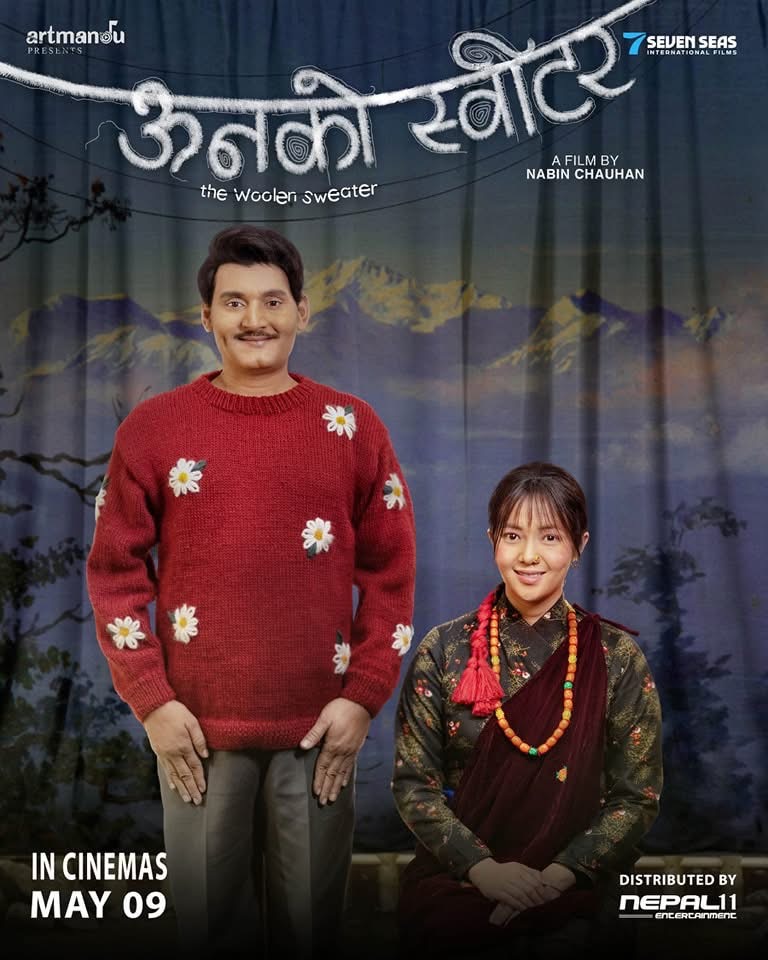 artmandu
PRESENTS
7 SEVEN SEAS
INTERNATIONAL FILMS
ऊनको स्वीटर
the Woolen Sweater
A FILM BY
NABIN CHAUHAN
IN CINEMAS
MAY 09
DISTRIBUTED BY
NEPAL11
ENTERTAINMENT